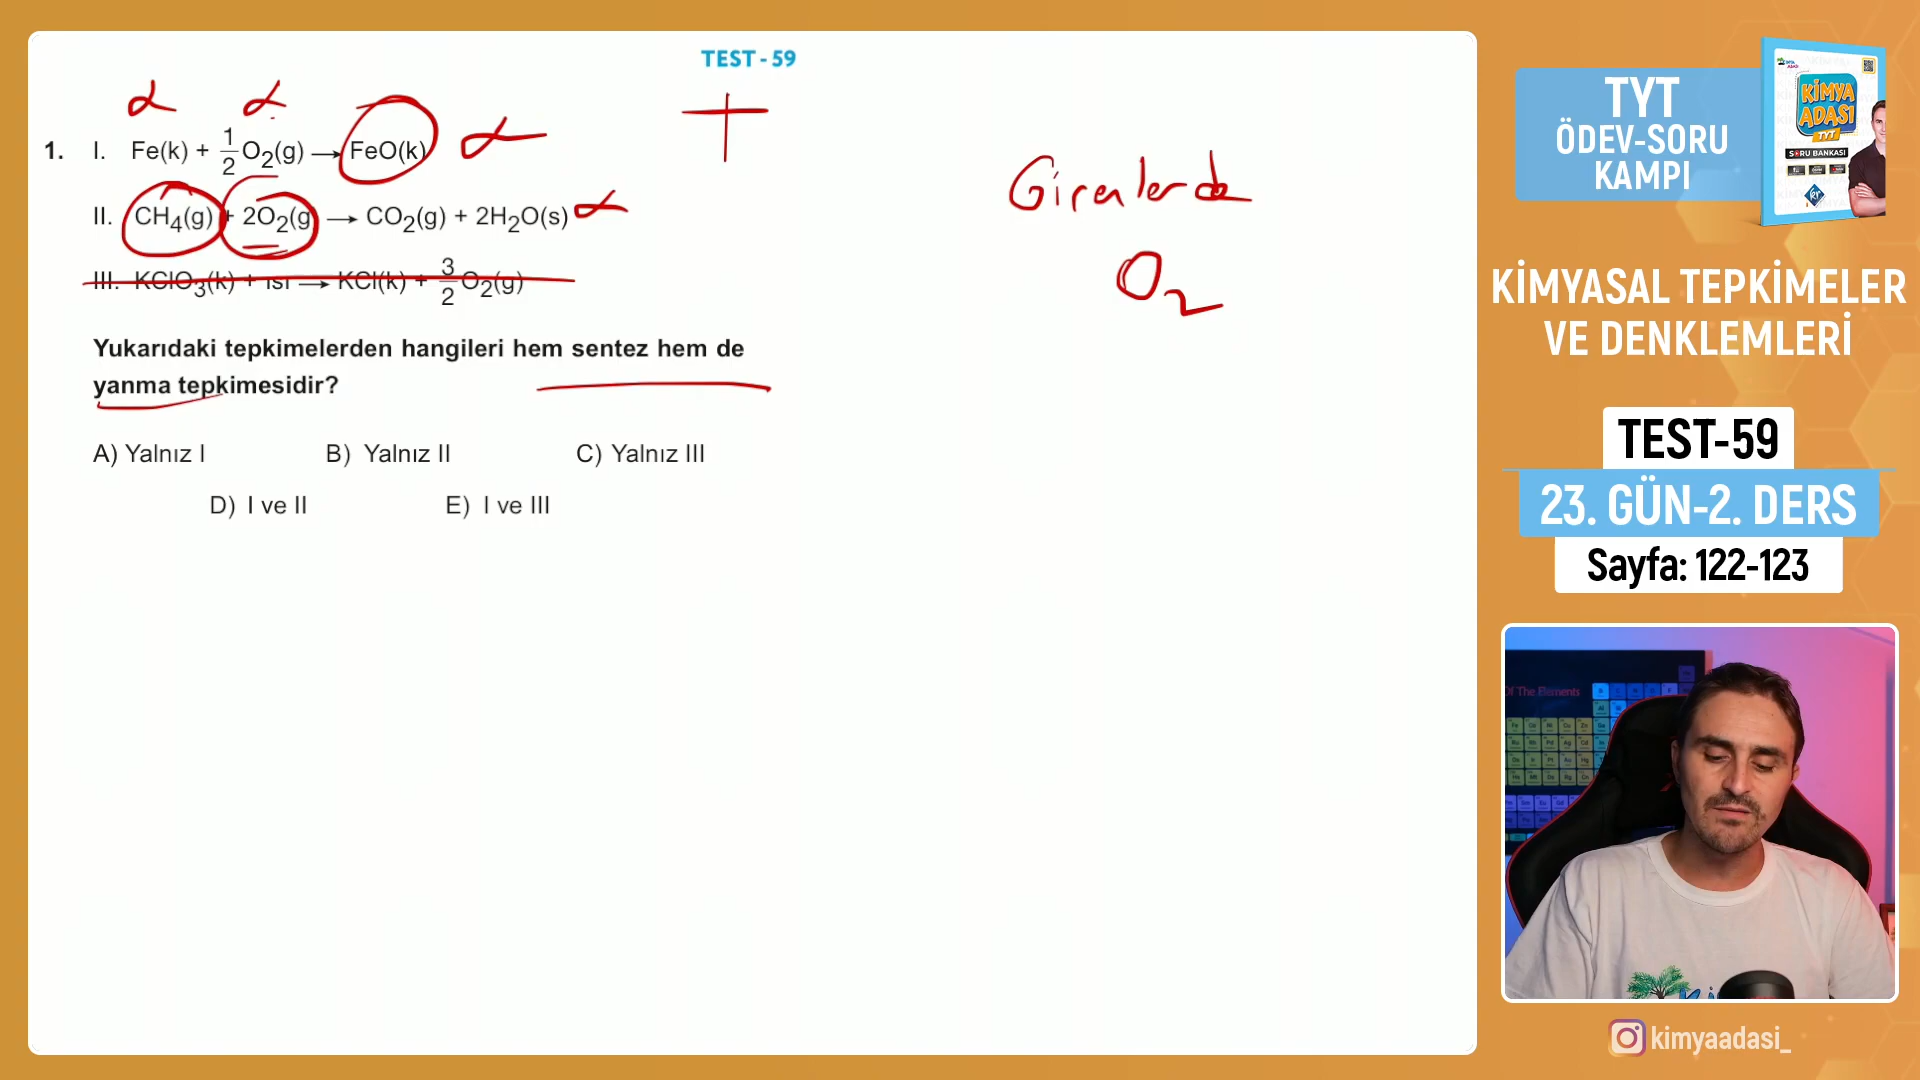 TEST - 59
1. I. Fe(k) + 1/2 O2(g) → FeO(k)
II. CH4(g) + 2O2(g) → CO2(g) + 2H2O(s)
III. KClO3(k) + ısı → KCl(k) + 3/2 O2(g)
Yukarıdaki tepkimelerden hangileri hem sentez hem de
yanma tepkimesidir?
A) Yalnız I B) Yalnız II C) Yalnız III
D) I ve II E) I ve III
Girenlerde
O2
TYT
ÖDEV-SORU
KAMPI
KİMYA
ADASI
TYT
SORU BANKASI
KİMYASAL TEPKİMELER
VE DENKLEMLERİ
TEST-59
23. GÜN-2. DERS
Sayfa: 122-123
Of The Elements
kimyaadasi_